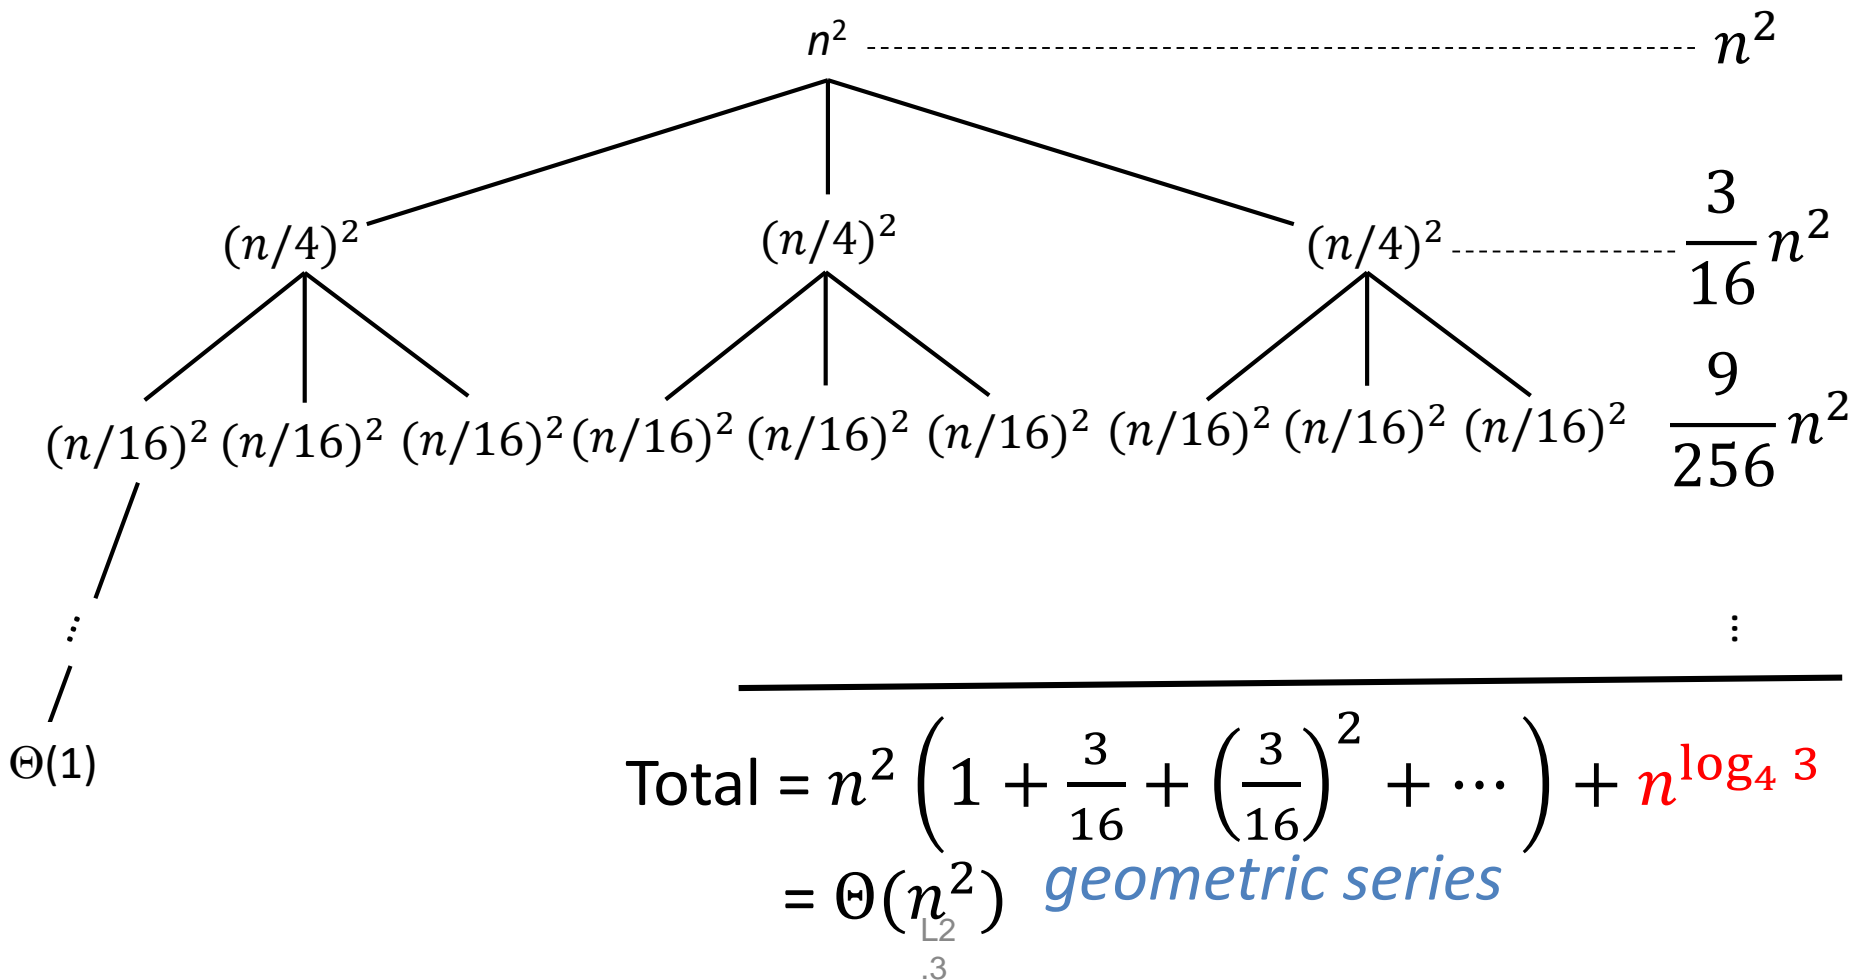 n² n²
(n/4)² (n/4)² (n/4)² 3/16 n²
(n/16)² (n/16)² (n/16)² (n/16)² (n/16)² (n/16)² (n/16)² (n/16)² (n/16)² 9/256 n²
⋮ ⋮
Θ(1)
Total = n² (1 + 3/16 + (3/16)² + ⋯) + n^(log₄ 3)
= Θ(n²) geometric series
L2
.3